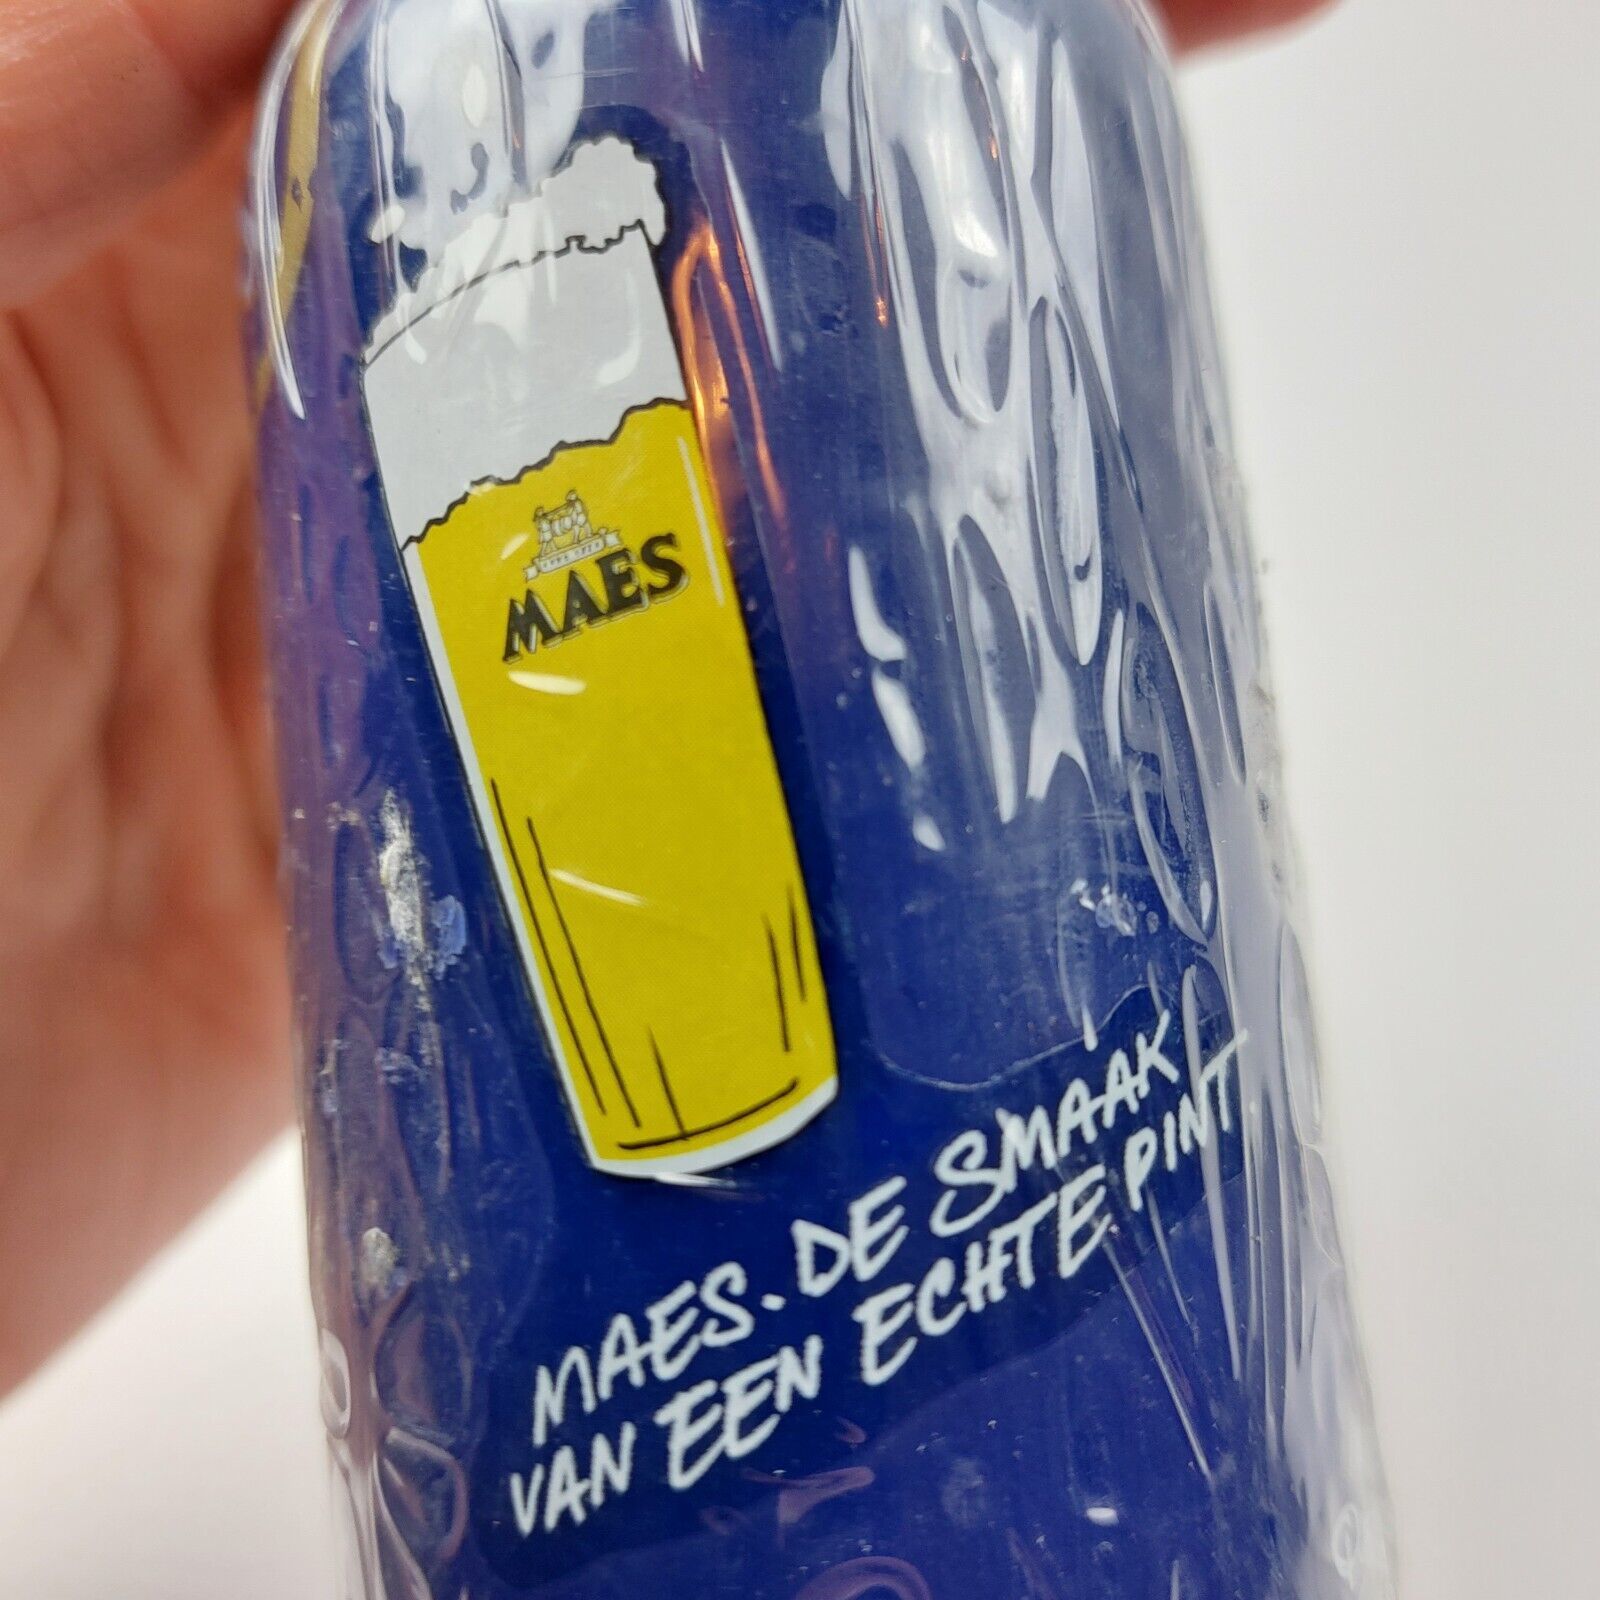 MAES
MAES. DE SMAAK
VAN EEN ECHTE PINT.